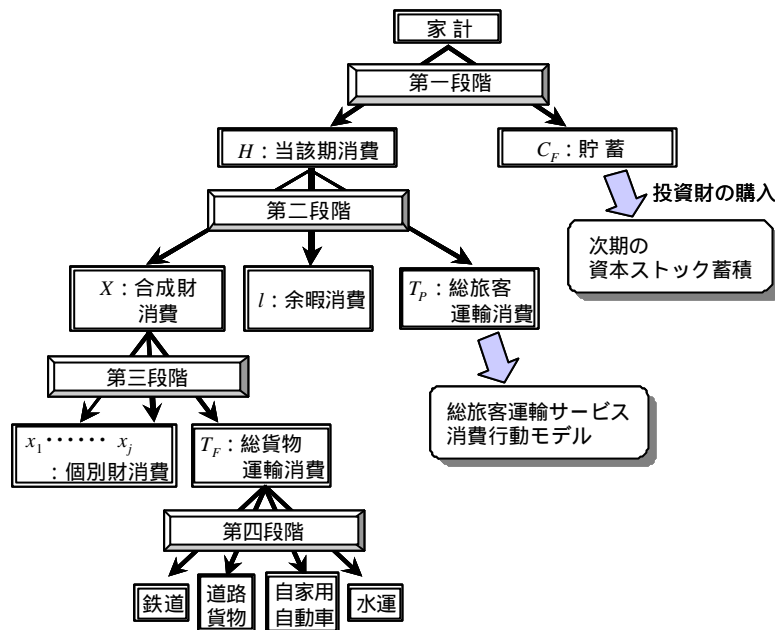 家 計
第一段階
H：当該期消費
C_F：貯 蓄
投資財の購入
第二段階
次期の
資本ストック蓄積
X：合成財
消費
l：余暇消費
T_P：総旅客
運輸消費
第三段階
総旅客運輸サービス
消費行動モデル
x_1 ‥‥‥ x_j
：個別財消費
T_F：総貨物
運輸消費
第四段階
鉄道
道路
貨物
自家用
自動車
水運